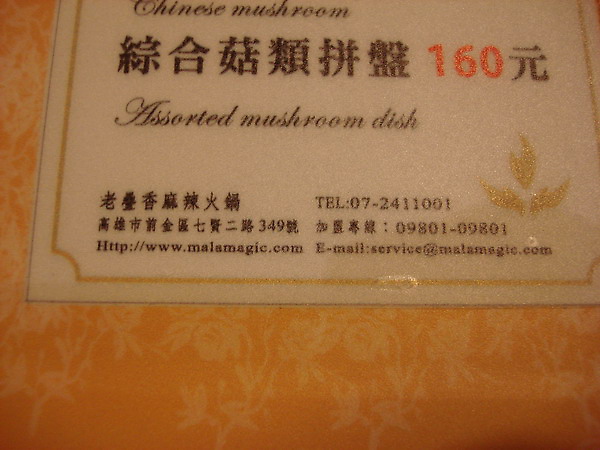 Chinese mushroom
綜合菇類拼盤 160元
Assorted mushroom dish
老疊香麻辣火鍋 TEL:07-2411001
高雄市前金區七賢二路349號 加盟專線：09801-09801
Http://www.malamagic.com E-mail:service@malamagic.com